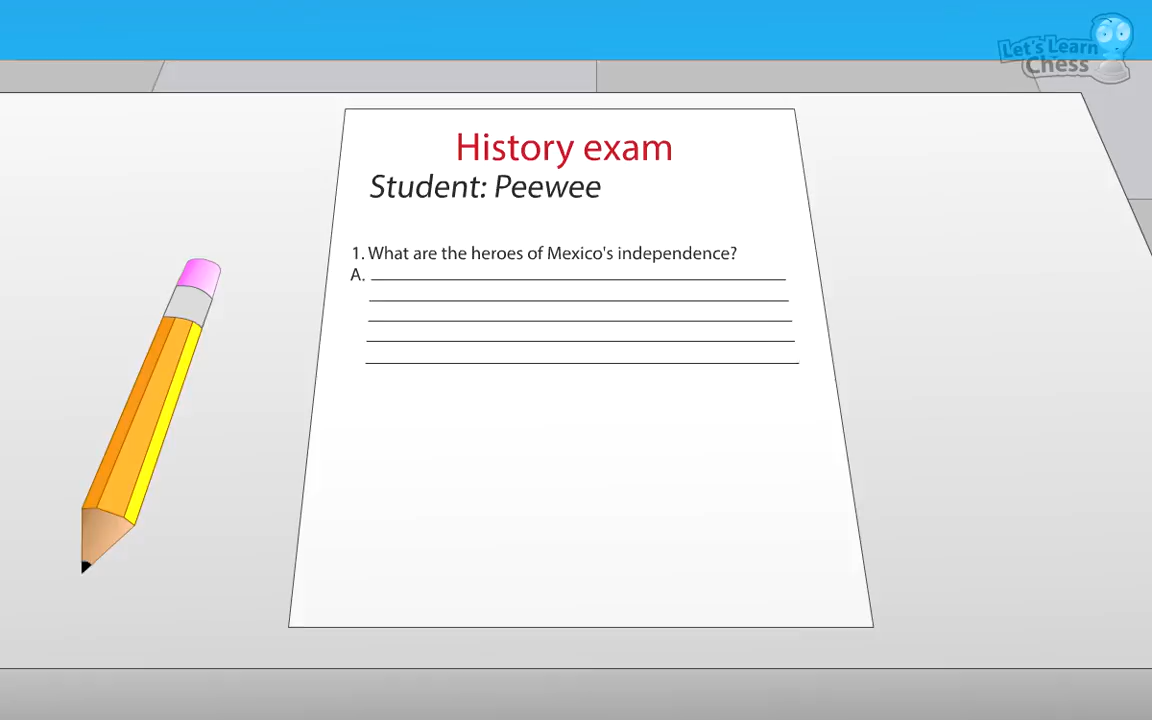 Let's Learn
Chess
History exam
Student: Peewee
1. What are the heroes of Mexico's independence?
A.